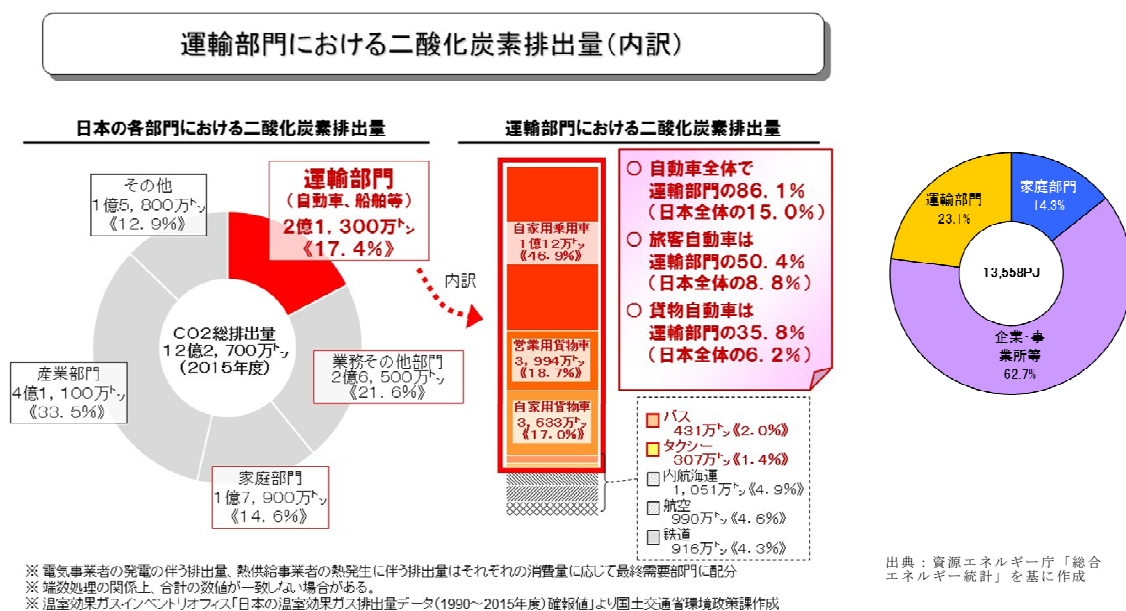 運輸部門における二酸化炭素排出量(内訳)
日本の各部門における二酸化炭素排出量
その他
1億5,800万㌧
《12.9%》
運輸部門
(自動車、船舶等)
2億1,300万㌧
《17.4%》
CO2総排出量
12億2,700万㌧
(2015年度)
産業部門
4億1,100万㌧
《33.5%》
業務その他部門
2億6,500万㌧
《21.6%》
家庭部門
1億7,900万㌧
《14.6%》
内訳
運輸部門における二酸化炭素排出量
自家用乗用車
1億12万㌧
《46.9%》
営業用貨物車
3,994万㌧
《18.7%》
自家用貨物車
3,633万㌧
《17.0%》
○ 自動車全体で
運輸部門の86.1%
(日本全体の15.0%)
○ 旅客自動車は
運輸部門の50.4%
(日本全体の8.8%)
○ 貨物自動車は
運輸部門の35.8%
(日本全体の6.2%)
バス
431万㌧《2.0%》
タクシー
307万㌧《1.4%》
内航海運
1,051万㌧《4.9%》
航空
990万㌧《4.6%》
鉄道
916万㌧《4.3%》
※ 電気事業者の発電の伴う排出量、熱供給事業者の熱発生に伴う排出量はそれぞれの消費量に応じて最終需要部門に配分
※ 端数処理の関係上、合計の数値が一致しない場合がある。
※ 温室効果ガスインベントリオフィス「日本の温室効果ガス排出量データ(1990~2015年度)確報値」より国土交通省環境政策課作成
運輸部門
23.1%
家庭部門
14.3%
13,558PJ
企業・事
業所等
62.7%
出典:資源エネルギー庁「総合
エネルギー統計」を基に作成